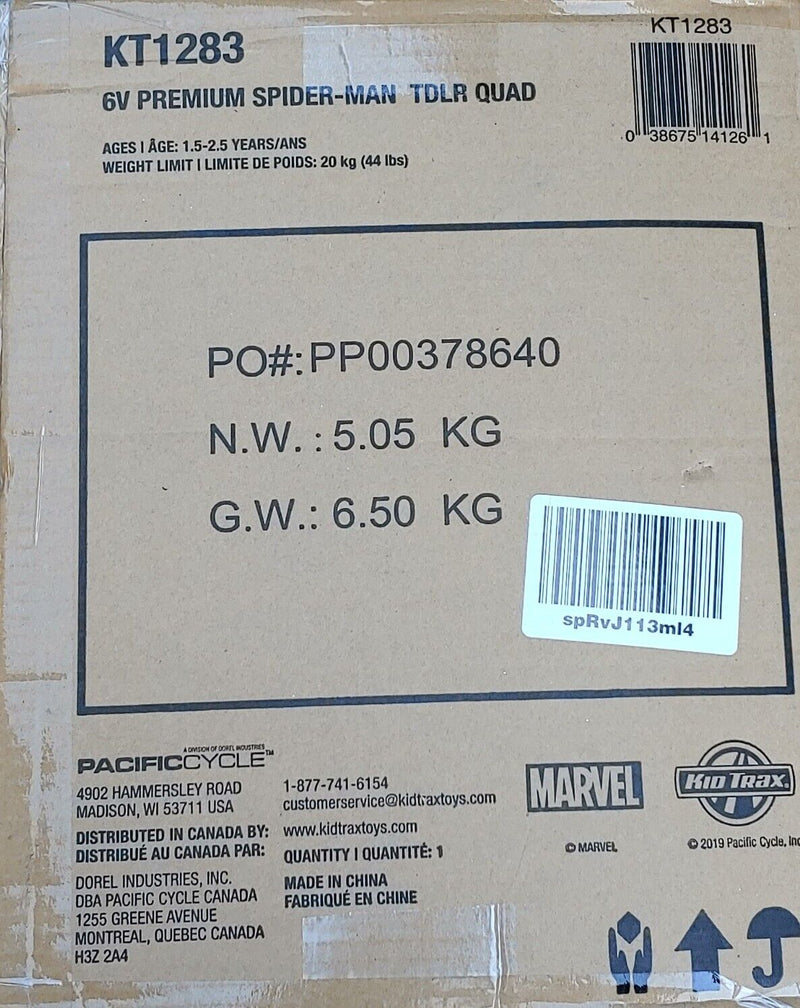 KT1283
6V PREMIUM SPIDER-MAN TDLR QUAD
AGES | ÂGE: 1.5-2.5 YEARS/ANS
WEIGHT LIMIT | LIMITE DE POIDS: 20 kg (44 lbs)
KT1283
0 38675 14126 1
PO#:PP00378640
N.W. : 5.05 KG
G.W.: 6.50 KG
spRvJ113ml4
A DIVISION OF DOREL INDUSTRIES
PACIFICCYCLE™
4902 HAMMERSLEY ROAD
MADISON, WI 53711 USA
DISTRIBUTED IN CANADA BY:
DISTRIBUÉ AU CANADA PAR:
DOREL INDUSTRIES, INC.
DBA PACIFIC CYCLE CANADA
1255 GREENE AVENUE
MONTREAL, QUEBEC CANADA
H3Z 2A4
1-877-741-6154
customerservice@kidtraxtoys.com
www.kidtraxtoys.com
QUANTITY | QUANTITÉ: 1
MADE IN CHINA
FABRIQUÉ EN CHINE
MARVEL
© MARVEL
KID TRAX
© 2019 Pacific Cycle, Inc